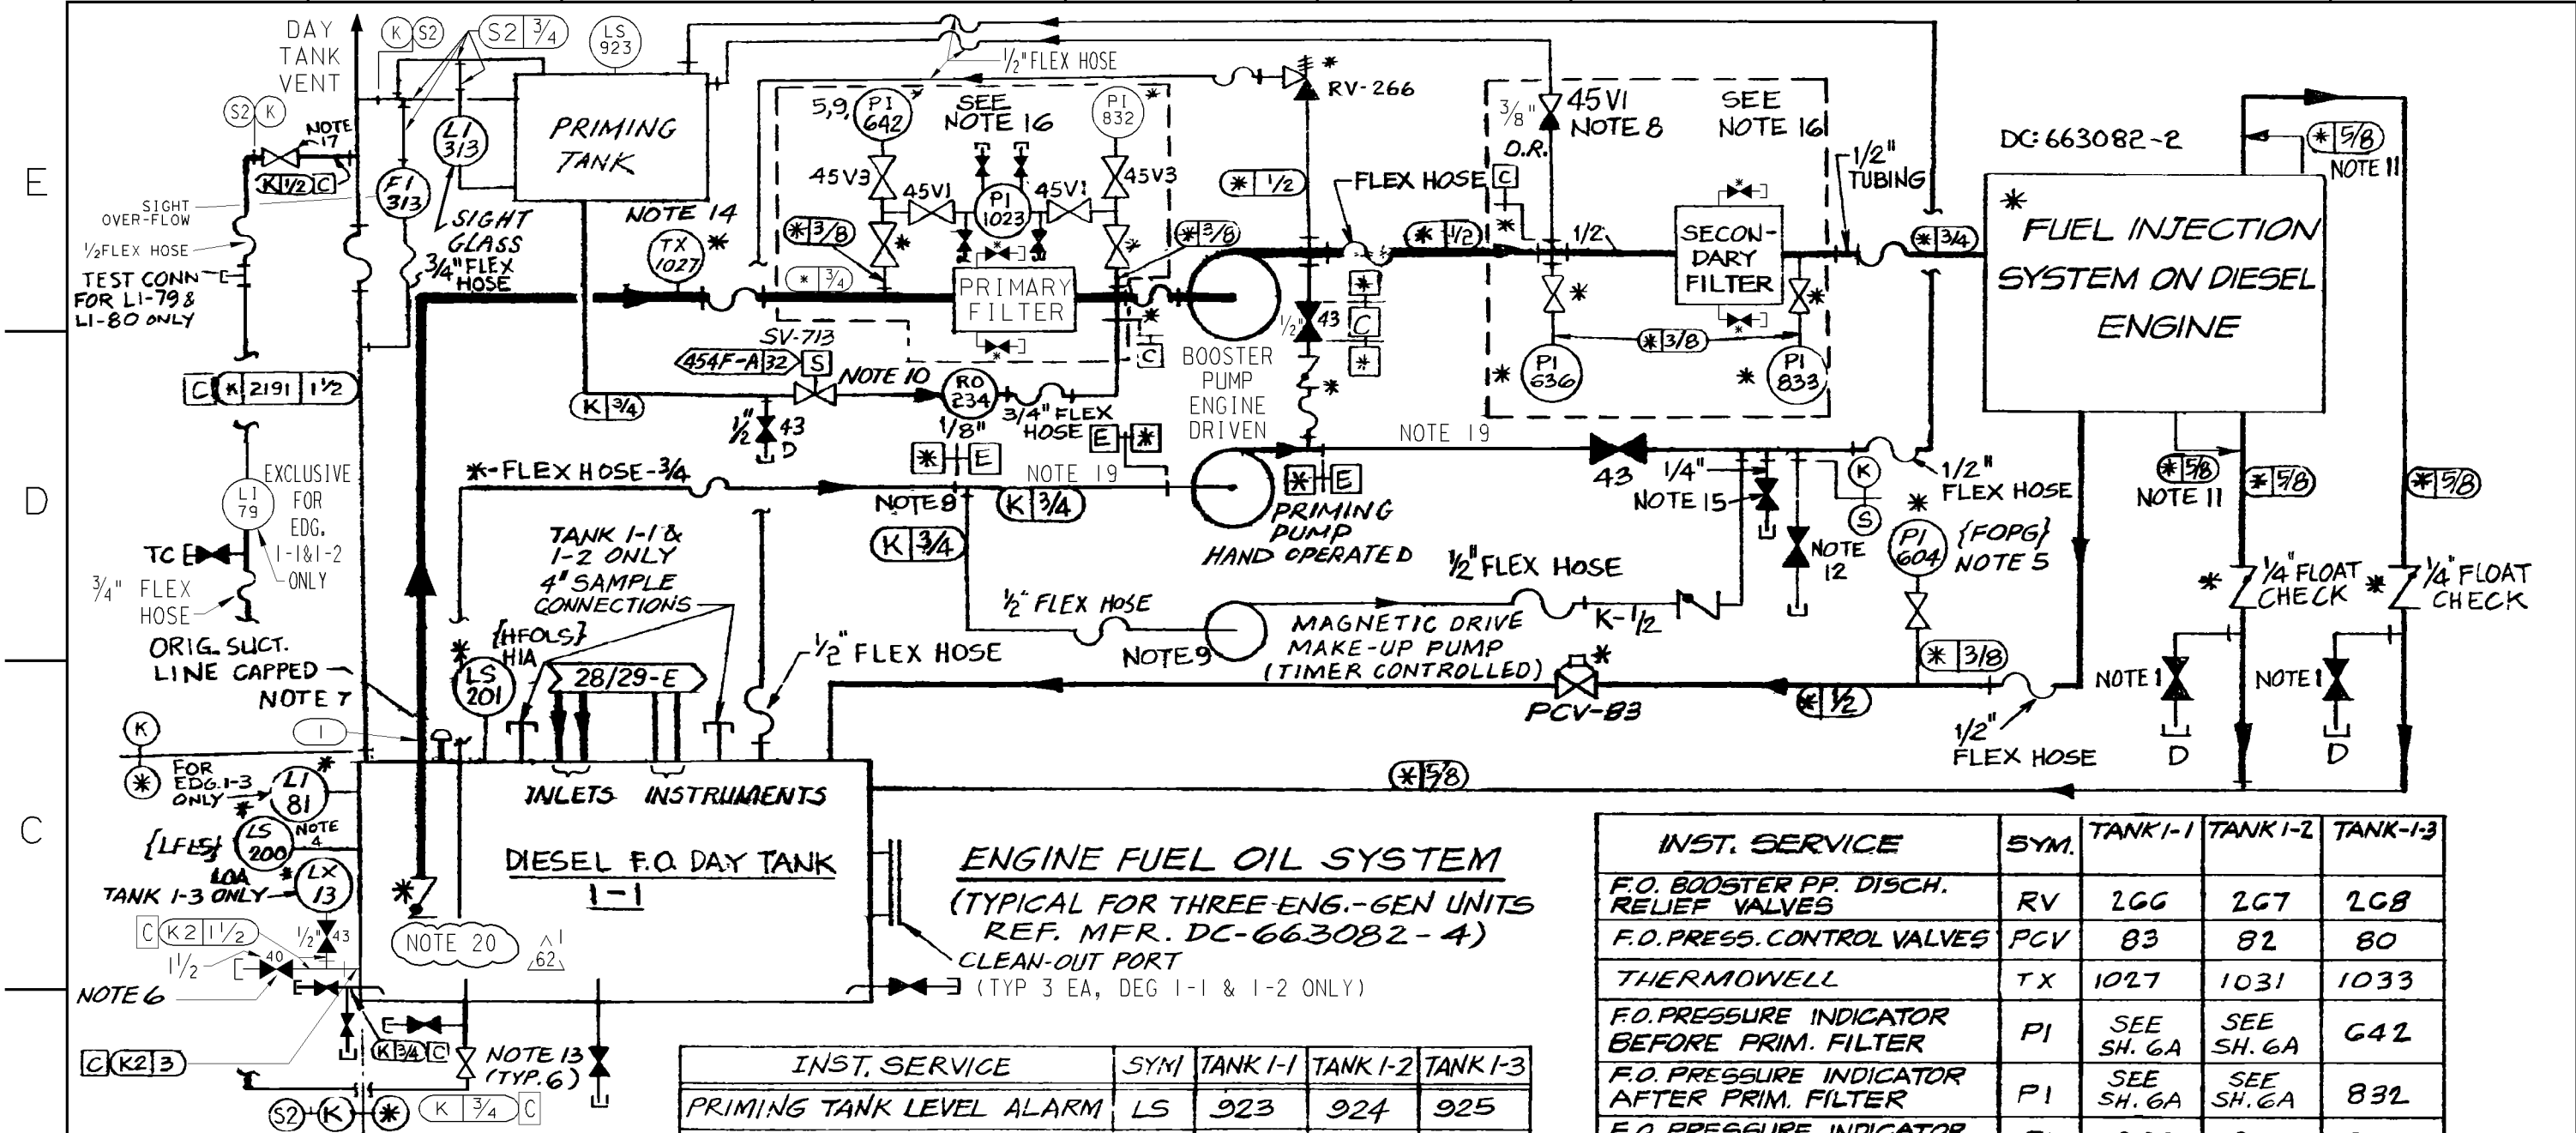 DAY
TANK
VENT
K
S2
S2 3/4
LS
923
1/2" FLEX HOSE
*
RV-266
S2
K
NOTE
17
K 1/2 C
LI
313
FI
313
PRIMING
TANK
SIGHT
OVER-FLOW
1/2 FLEX HOSE
SIGHT
GLASS
3/4" FLEX
HOSE
TEST CONN
FOR LI-79 &
LI-80 ONLY
NOTE 14
TX
1027
*
5,9,
PI
642
*
SEE
NOTE 16
PI
832
*
45V3
45V1
45V1
45V3
PI
1023
* 3/8
*
*
* 3/8
* 3/4
PRIMARY
FILTER
*
C
* 1/2
FLEX HOSE
* 1/2
C
*
3/8"
45V1
NOTE 8
D.R.
SEE
NOTE 16
1/2
SECON-
DARY
FILTER
*
*
*
*
* 3/8
PI
636
*
PI
833
*
1/2"
TUBING
* 3/4
DC: 663082-2
* 5/8
NOTE 11
*
FUEL INJECTION
SYSTEM ON DIESEL
ENGINE
1/2"
43
*
C
*
*
BOOSTER
PUMP
ENGINE
DRIVEN
SV-713
454F-A 32
S
NOTE 10
RO
234
1/8"
3/4" FLEX
HOSE
K 3/4
1/2"
43
D
E *
* E
NOTE 19
NOTE 19
C K 2191 1 1/2
LI
79
EXCLUSIVE
FOR
EDG.
1-1&1-2
ONLY
TC
3/4" FLEX
HOSE
*-FLEX HOSE-3/4
NOTE 8
K 3/4
K 3/4
* E
PRIMING
PUMP
HAND OPERATED
43
1/4"
NOTE 15
K
S
NOTE
12
1/2"
FLEX HOSE
*
PI
604
{FOPG}
NOTE 5
* 5/8
NOTE 11
* 5/8
* 5/8
* 1/4" FLOAT
CHECK
* 1/4" FLOAT
CHECK
TANK 1-1 &
1-2 ONLY
4" SAMPLE
CONNECTIONS
1/2" FLEX HOSE
1/2" FLEX HOSE
K-1/2
NOTE 9
MAGNETIC DRIVE
MAKE-UP PUMP
(TIMER CONTROLLED)
ORIG. SUCT.
LINE CAPPED
NOTE 7
{HFOLS}
HIA
*
LS
201
28/29-E
1/2" FLEX HOSE
*
PCV-83
* 1/2
* 3/8
1/2"
FLEX HOSE
NOTE 1
D
NOTE 1
D
1
K
*
FOR
EDG. 1-3
ONLY
LI
81
*
{LFLS}
*
LS
200
NOTE
4
LOA
TANK 1-3 ONLY
*
LX
13
INLETS
INSTRUMENTS
* 5/8
DIESEL F.O. DAY TANK
1-1
*
NOTE 20
1
62
C K2 1 1/2
1/2"
43
1 1/2
40
NOTE 6
C K2 3
K 3/4 C
NOTE 13
(TYP. 6)
S2
K
*
K 3/4 C
ENGINE FUEL OIL SYSTEM
(TYPICAL FOR THREE-ENG.-GEN UNITS
REF. MFR. DC-663082-4)
CLEAN-OUT PORT
(TYP 3 EA, DEG 1-1 & 1-2 ONLY)
INST. SERVICE SYM TANK 1-1 TANK 1-2 TANK 1-3
PRIMING TANK LEVEL ALARM LS 923 924 925
INST. SERVICE SYM. TANK 1-1 TANK 1-2 TANK-1-3
F.O. BOOSTER PP. DISCH.
RELIEF VALVES RV 266 267 268
F.O. PRESS. CONTROL VALVES PCV 83 82 80
THERMOWELL TX 1027 1031 1033
F.O. PRESSURE INDICATOR
BEFORE PRIM. FILTER PI SEE SH. 6A SEE SH. 6A 642
F.O. PRESSURE INDICATOR
AFTER PRIM. FILTER PI SEE SH. 6A SEE SH. 6A 832
F.O. PRESSURE INDICATOR
E
D
C